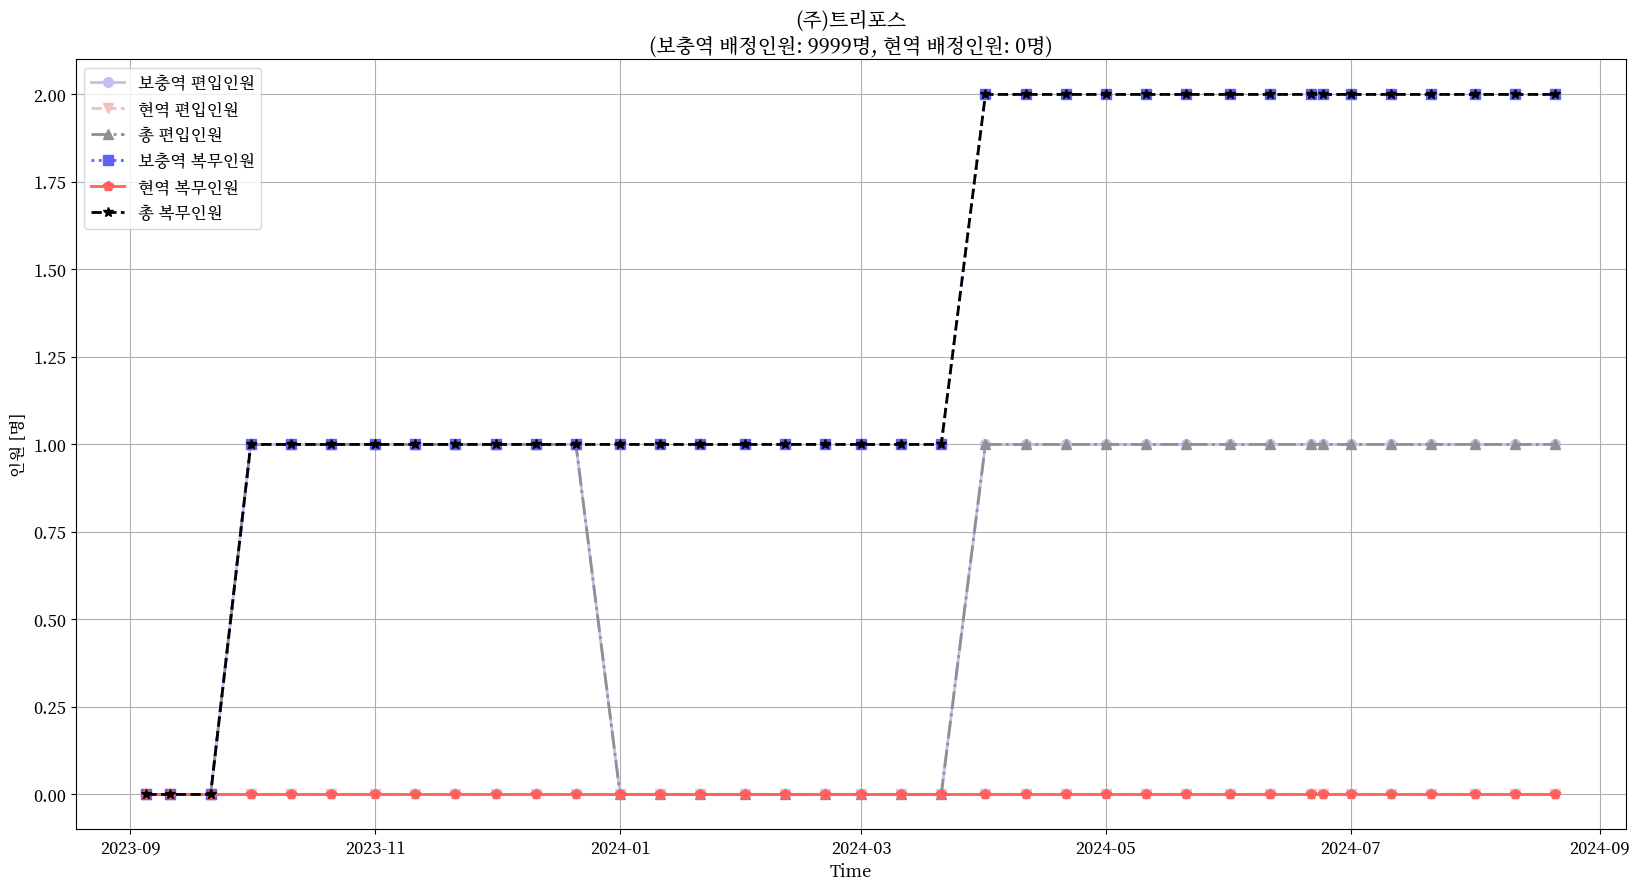 (주)트리포스
(보충역 배정인원: 9999명, 현역 배정인원: 0명)
보충역 편입인원
현역 편입인원
총 편입인원
보충역 복무인원
현역 복무인원
총 복무인원
인원 [명]
2.00
1.75
1.50
1.25
1.00
0.75
0.50
0.25
0.00
2023-09
2023-11
2024-01
2024-03
2024-05
2024-07
2024-09
Time